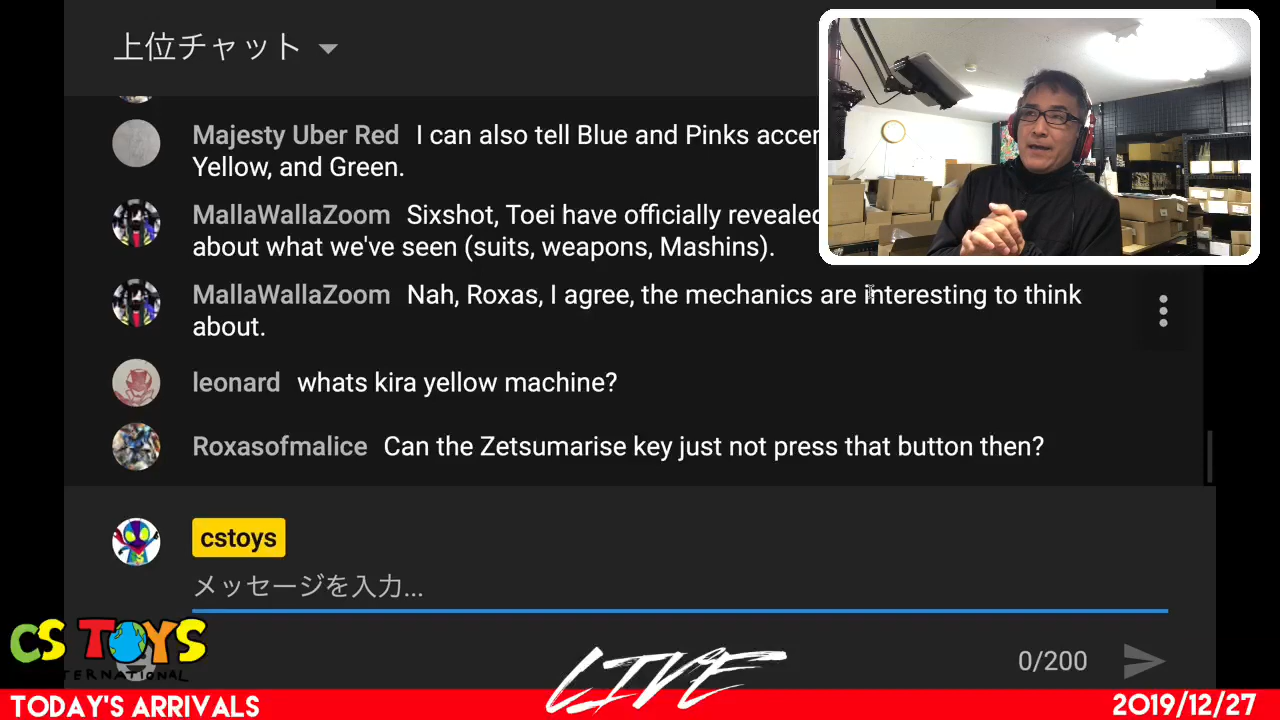 上位チャット
Majesty Uber Red I can also tell Blue and Pinks accen
Yellow, and Green.
MallaWallaZoom Sixshot, Toei have officially revealed
about what we've seen (suits, weapons, Mashins).
MallaWallaZoom Nah, Roxas, I agree, the mechanics are interesting to think
about.
leonard whats kira yellow machine?
Roxasofmalice Can the Zetsumarise key just not press that button then?
cstoys
メッセージを入力...
CS TOYS
INTERNATIONAL
LIVE
0/200
TODAY'S ARRIVALS
2019/12/27